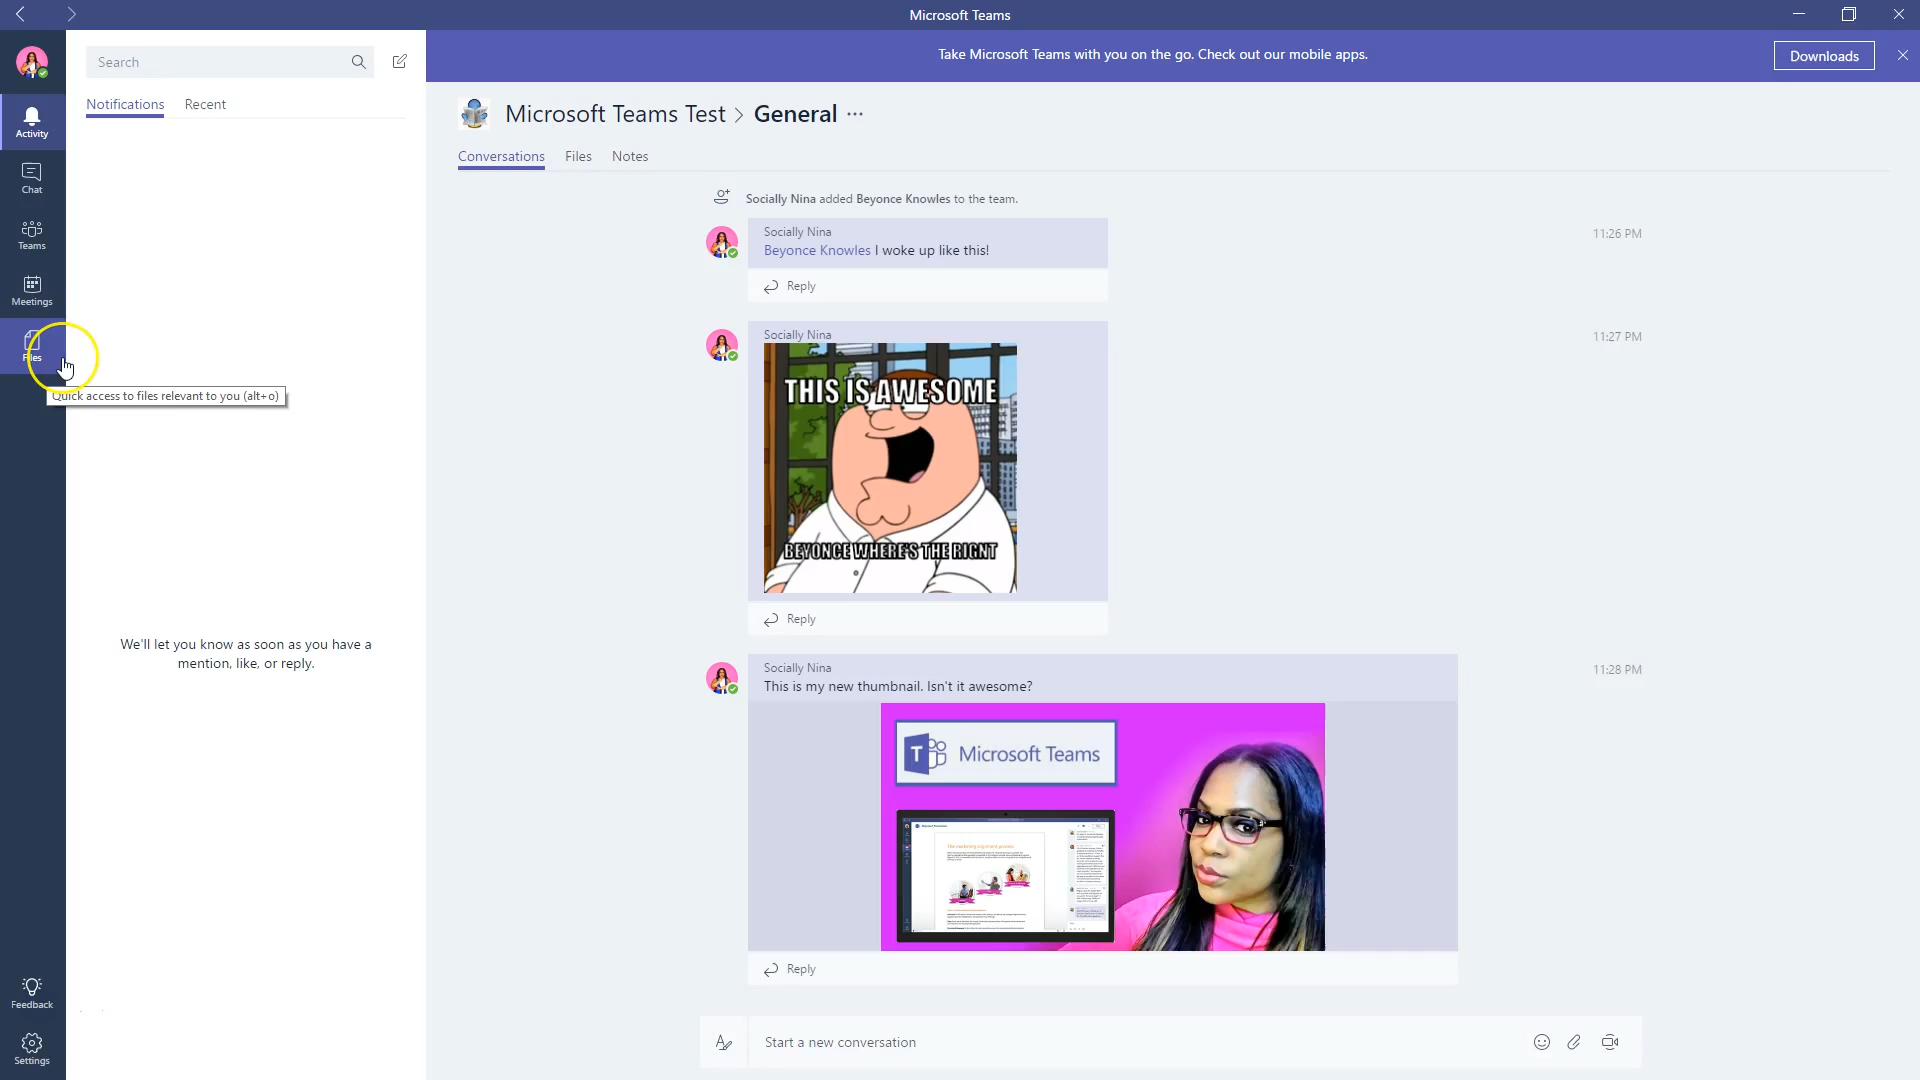 Microsoft Teams
Take Microsoft Teams with you on the go. Check out our mobile apps.
Downloads
Search
Notifications
Recent
Activity
Chat
Teams
Meetings
Files
Quick access to files relevant to you (alt+o)
We'll let you know as soon as you have a
mention, like, or reply.
Feedback
Settings
Microsoft Teams Test > General ...
Conversations
Files
Notes
Socially Nina added Beyonce Knowles to the team.
Socially Nina
11:26 PM
Beyonce Knowles I woke up like this!
Reply
Socially Nina
11:27 PM
THIS IS AWESOME
BEYONCE WHERE'S THE RIGNT
Reply
Socially Nina
11:28 PM
This is my new thumbnail. Isn't it awesome?
T
Microsoft Teams
Reply
Start a new conversation